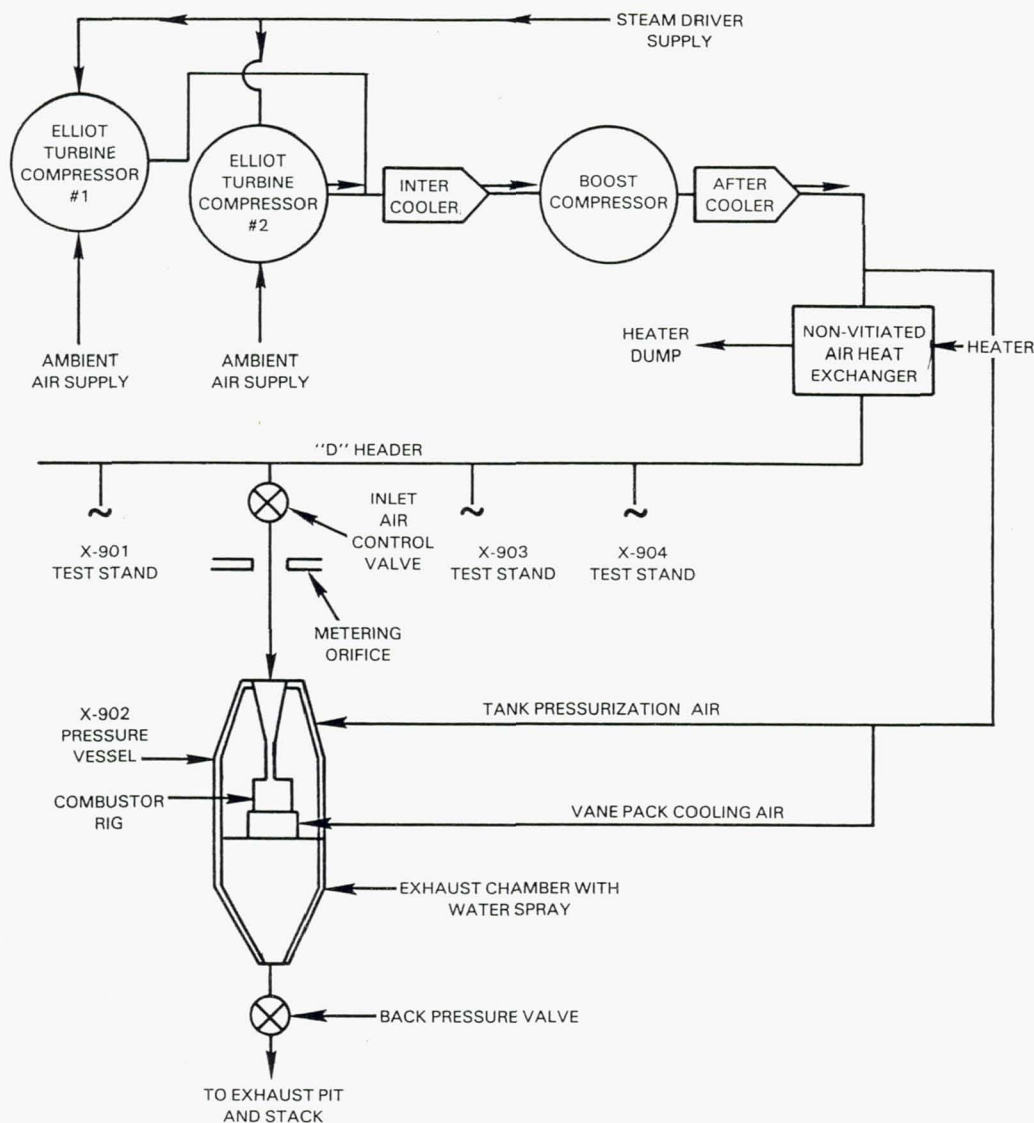 STEAM DRIVER
SUPPLY
ELLIOT
TURBINE
COMPRESSOR
#1
ELLIOT
TURBINE
COMPRESSOR
#2
INTER
COOLER
BOOST
COMPRESSOR
AFTER
COOLER
AMBIENT
AIR SUPPLY
AMBIENT
AIR SUPPLY
HEATER
DUMP
NON-VITIATED
AIR HEAT
EXCHANGER
HEATER
"D" HEADER
INLET
AIR
CONTROL
VALVE
X-901
TEST STAND
X-903
TEST STAND
X-904
TEST STAND
METERING
ORIFICE
X-902
PRESSURE
VESSEL
TANK PRESSURIZATION AIR
COMBUSTOR
RIG
VANE PACK COOLING AIR
EXHAUST CHAMBER WITH
WATER SPRAY
BACK PRESSURE VALVE
TO EXHAUST PIT
AND STACK